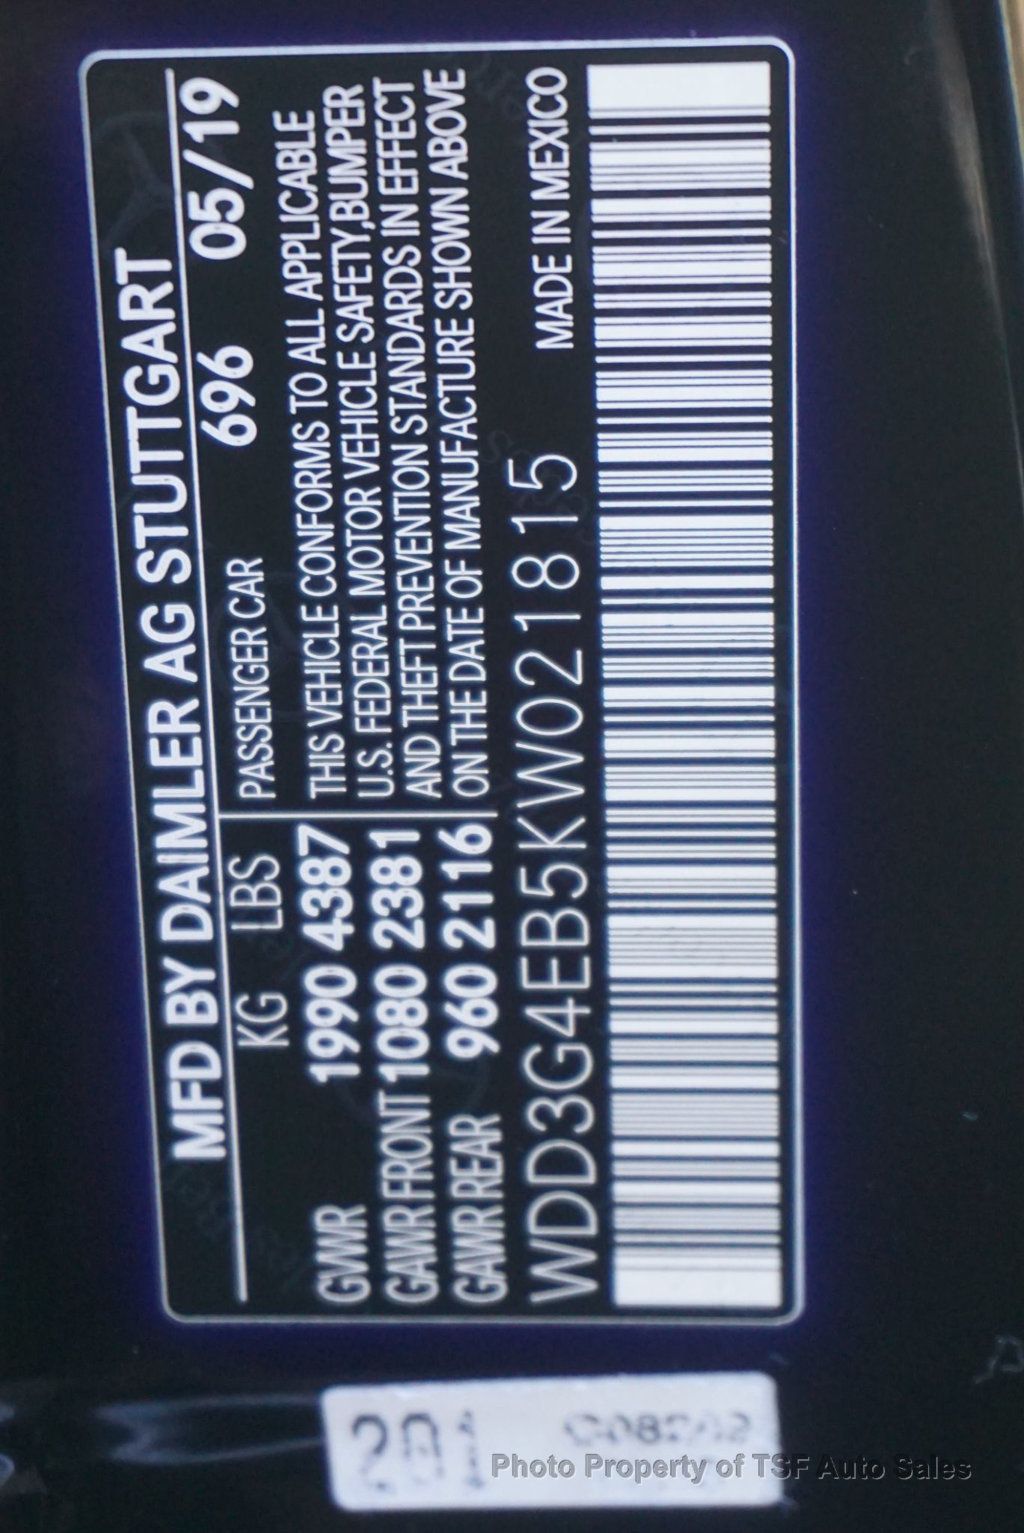 MFD BY DAIMLER AG STUTTGART
KG LBS PASSENGER CAR 696 05/19
GVWR 1990 4387
GAWR FRONT 1080 2381
GAWR REAR 960 2116
THIS VEHICLE CONFORMS TO ALL APPLICABLE
U.S. FEDERAL MOTOR VEHICLE SAFETY,BUMPER
AND THEFT PREVENTION STANDARDS IN EFFECT
ON THE DATE OF MANUFACTURE SHOWN ABOVE
WDD3G4EB5KW021815 MADE IN MEXICO
Photo Property of TSF Auto Sales